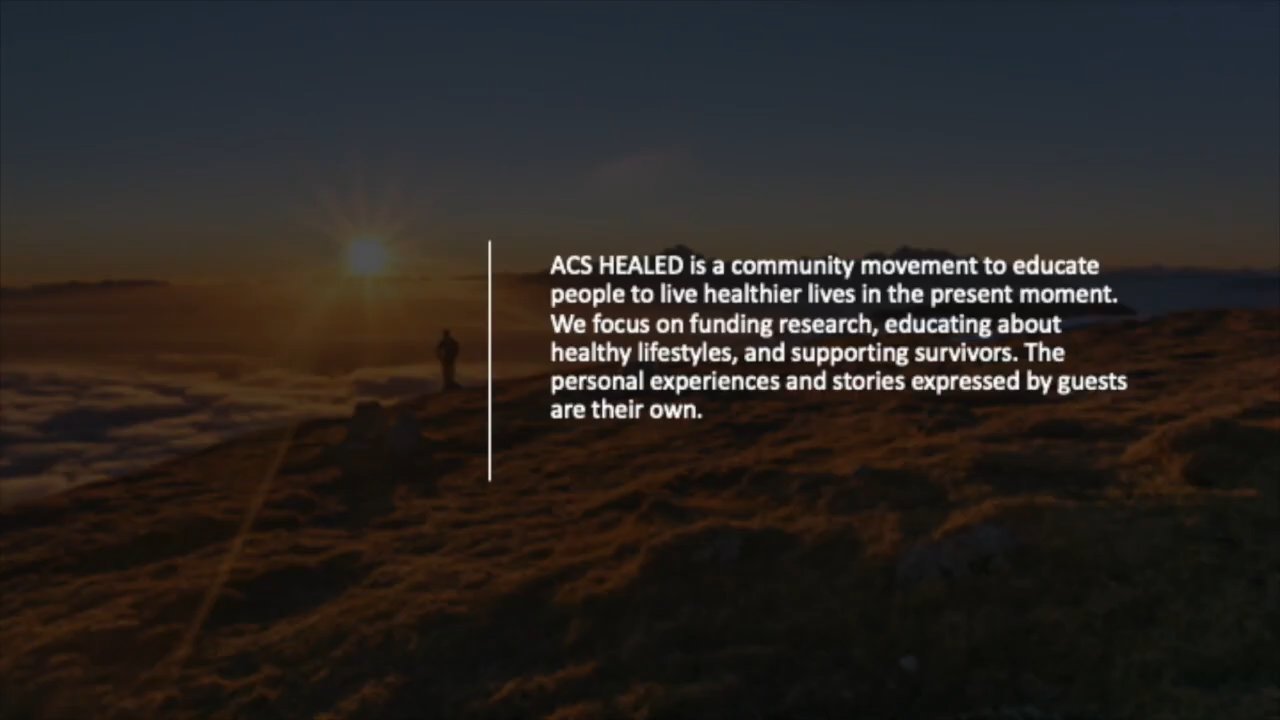 ACS HEALED is a community movement to educate
people to live healthier lives in the present moment.
We focus on funding research, educating about
healthy lifestyles, and supporting survivors. The
personal experiences and stories expressed by guests
are their own.